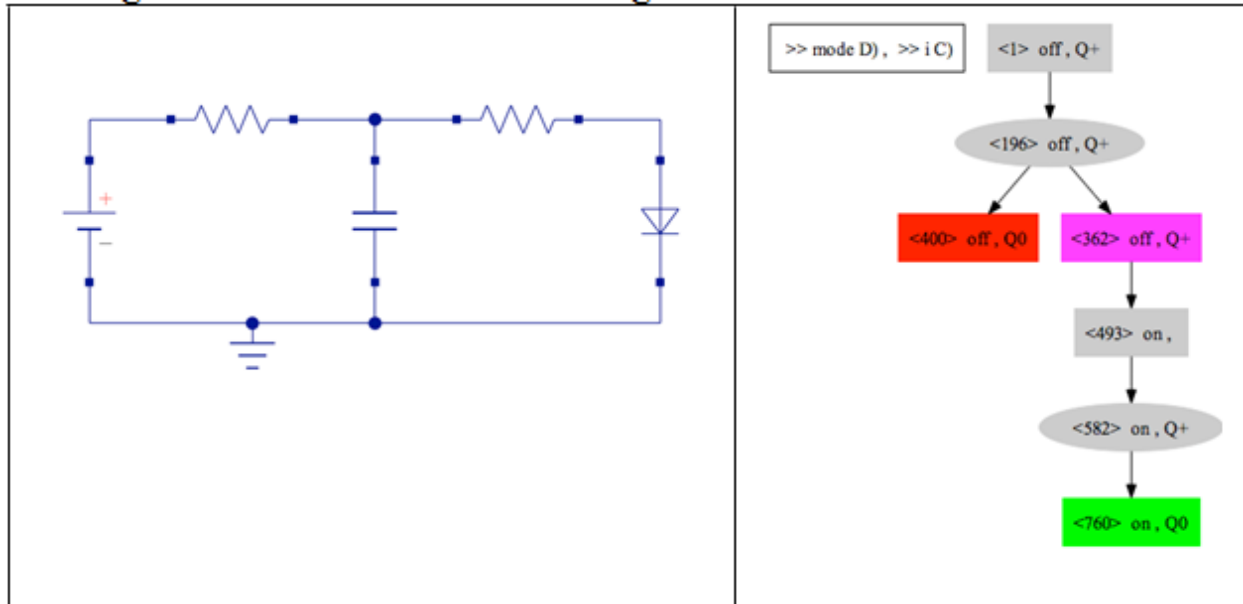 >> mode D) , >> i C)
<1> off , Q+
<196> off , Q+
<400> off , Q0
<362> off , Q+
<493> on ,
<582> on , Q+
<760> on , Q0
+
−